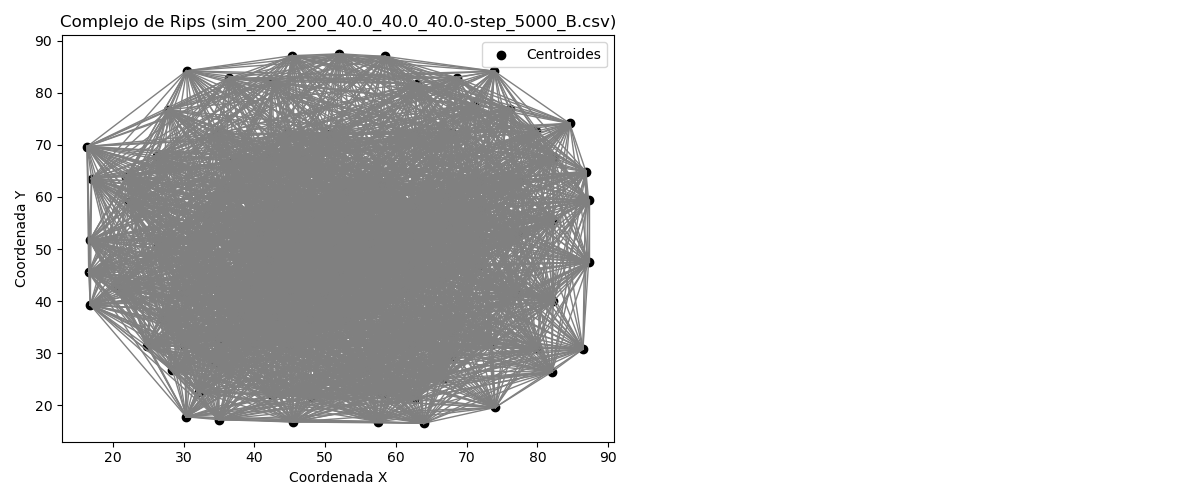 Complejo de Rips (sim_200_200_40.0_40.0_40.0-step_5000_B.csv)
90
80
70
60
50
40
30
20
Coordenada Y
Centroides
20 30 40 50 60 70 80 90
Coordenada X